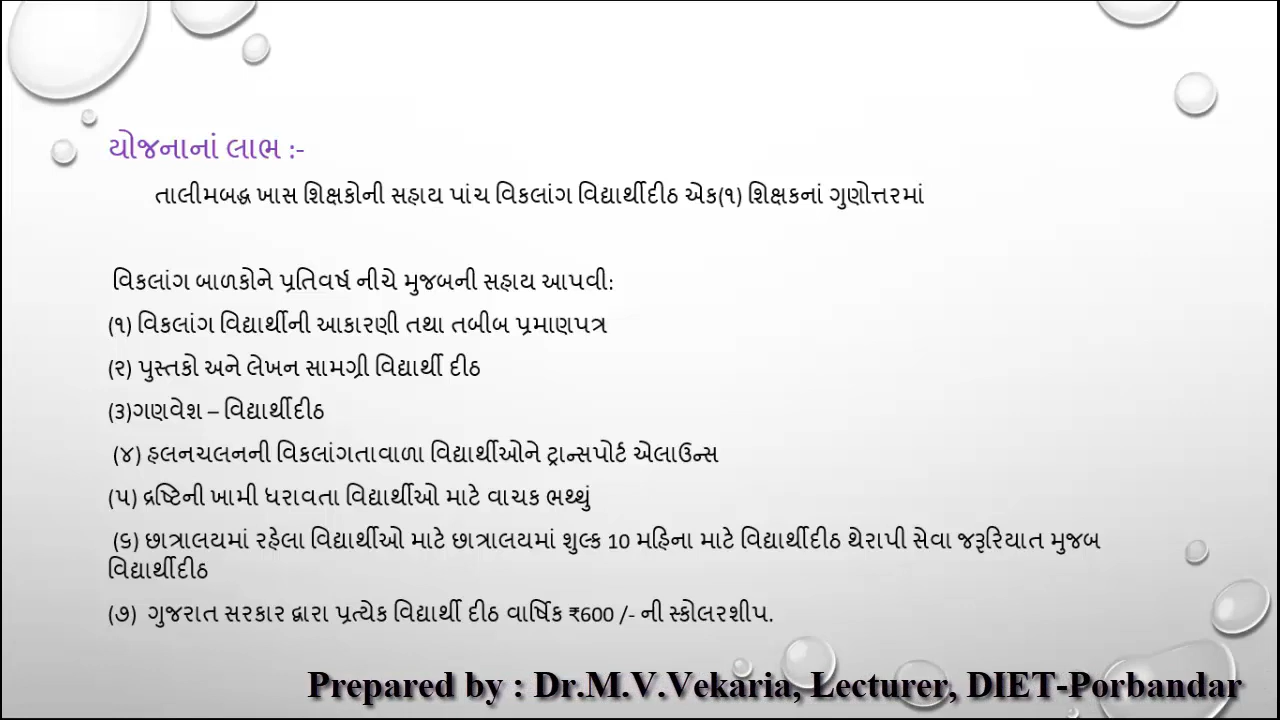 યોજનાનાં લાભ :-
તાલીમબદ્ધ ખાસ શિક્ષકોની સહાય પાંચ વિકલાંગ વિદ્યાર્થીદીઠ એક(૧) શિક્ષકનાં ગુણોત્તરમાં
વિકલાંગ બાળકોને પ્રતિવર્ષ નીચે મુજબની સહાય આપવી:
(૧) વિકલાંગ વિદ્યાર્થીની આકારણી તથા તબીબ પ્રમાણપત્ર
(૨) પુસ્તકો અને લેખન સામગ્રી વિદ્યાર્થી દીઠ
(૩)ગણવેશ – વિદ્યાર્થીદીઠ
(૪) હલનચલનની વિકલાંગતાવાળા વિદ્યાર્થીઓને ટ્રાન્સપોર્ટ એલાઉન્સ
(૫) દ્રષ્ટિની ખામી ધરાવતા વિદ્યાર્થીઓ માટે વાચક ભથ્થું
(૬) છાત્રાલયમાં રહેલા વિદ્યાર્થીઓ માટે છાત્રાલયમાં શુલ્ક 10 મહિના માટે વિદ્યાર્થીદીઠ થેરાપી સેવા જરૂરિયાત મુજબ
વિદ્યાર્થીદીઠ
(૭) ગુજરાત સરકાર દ્વારા પ્રત્યેક વિદ્યાર્થી દીઠ વાર્ષિક ₹600 /- ની સ્કોલરશીપ.
Prepared by : Dr.M.V.Vekaria, Lecturer, DIET-Porbandar